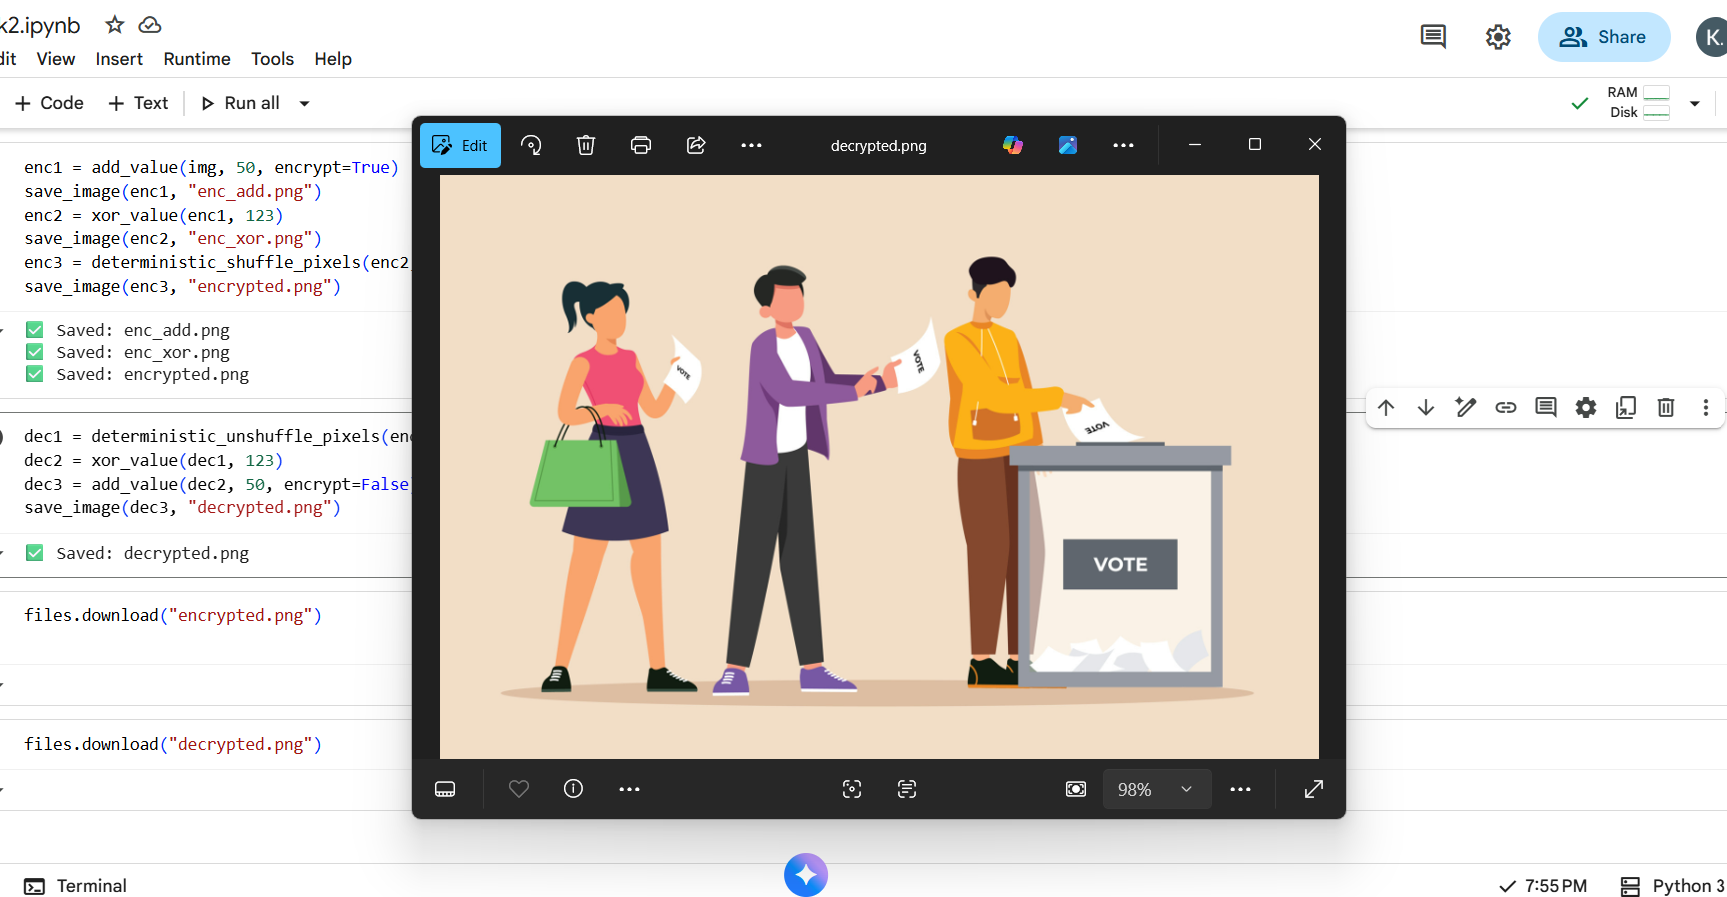 k2.ipynb
dit View Insert Runtime Tools Help
Share
K.
+ Code + Text Run all
RAM
Disk
enc1 = add_value(img, 50, encrypt=True)
save_image(enc1, "enc_add.png")
enc2 = xor_value(enc1, 123)
save_image(enc2, "enc_xor.png")
enc3 = deterministic_shuffle_pixels(enc2,
save_image(enc3, "encrypted.png")
Saved: enc_add.png
Saved: enc_xor.png
Saved: encrypted.png
dec1 = deterministic_unshuffle_pixels(enc
dec2 = xor_value(dec1, 123)
dec3 = add_value(dec2, 50, encrypt=False
save_image(dec3, "decrypted.png")
Saved: decrypted.png
files.download("encrypted.png")
files.download("decrypted.png")
Edit
decrypted.png
VOTE
VOTE
VOTE
VOTE
98%
Terminal
7:55 PM
Python 3